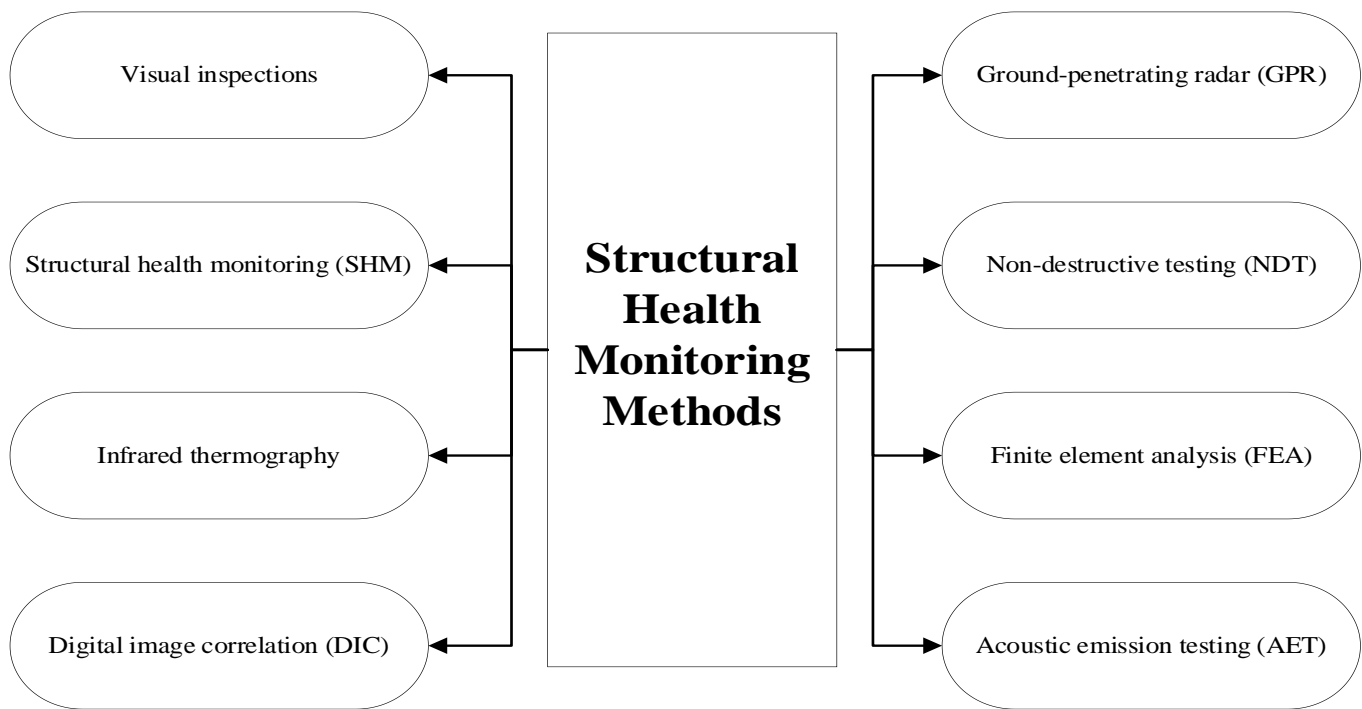 Visual inspections
Structural health monitoring (SHM)
Infrared thermography
Digital image correlation (DIC)
Structural
Health
Monitoring
Methods
Ground-penetrating radar (GPR)
Non-destructive testing (NDT)
Finite element analysis (FEA)
Acoustic emission testing (AET)